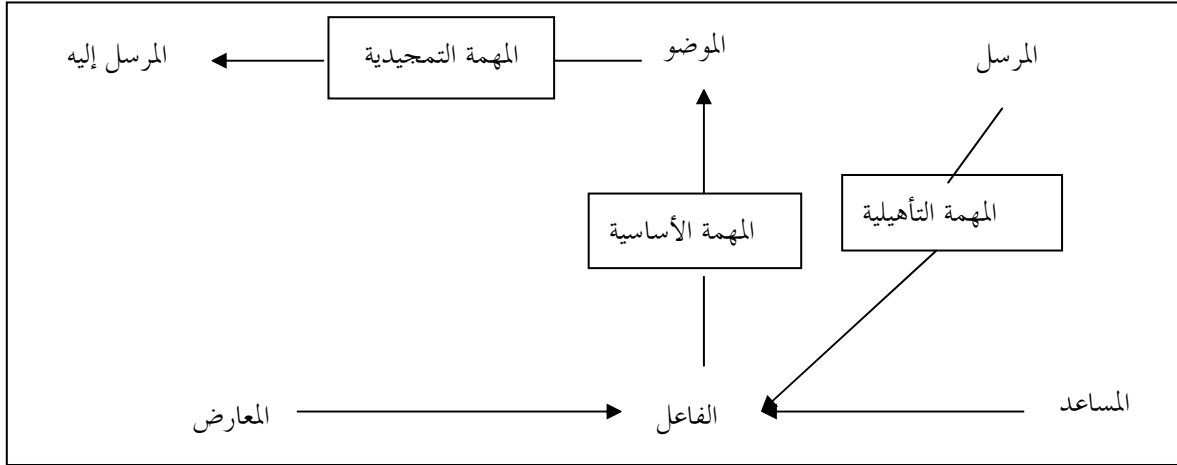 المرسل
الموضو
المهمة التمجيدية
المرسل إليه
المهمة التأهيلية
المهمة الأساسية
المساعد
الفاعل
المعارض